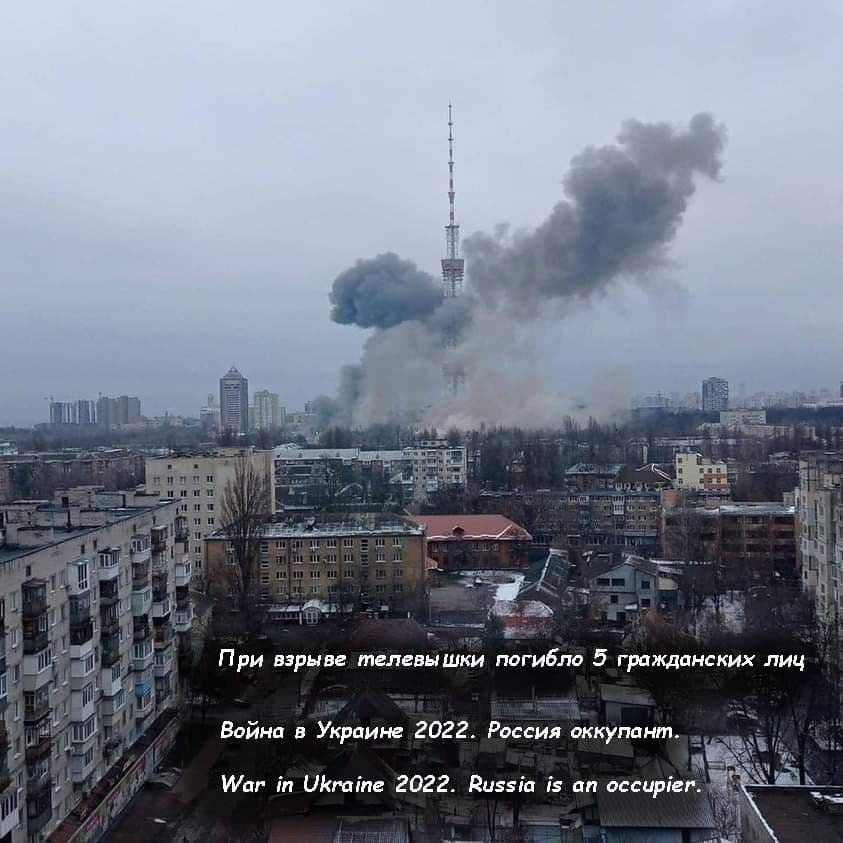 При взрыве телевышки погибло 5 гражданских лиц
Война в Украине 2022. Россия оккупант.
War in Ukraine 2022. Russia is an occupier.